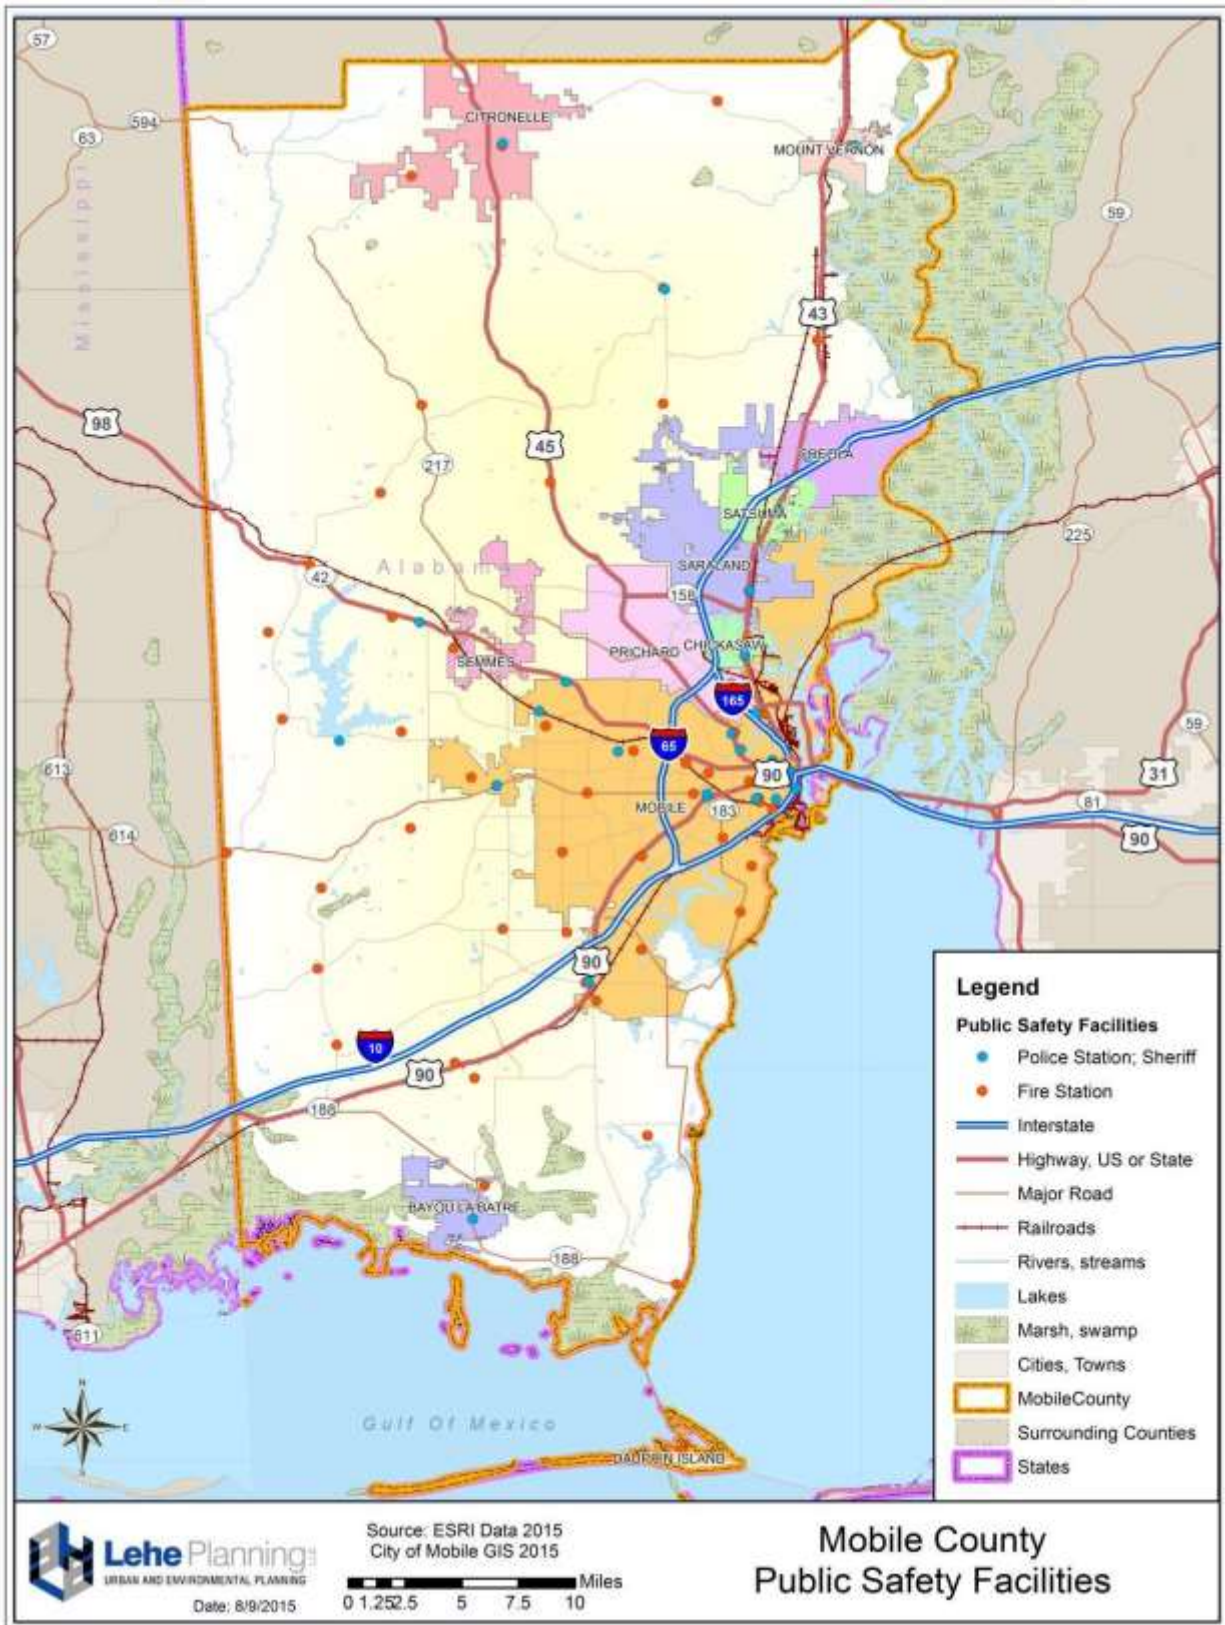 57
594
63
Mississippi
CITRONELLE
MOUNT VERNON
59
43
98
45
217
CREOLA
SATSUMA
225
Alabama
42
SARALAND
158
PRICHARD
CHICKASAW
SEMMES
165
65
59
613
90
31
MOBILE
183
81
614
90
90
10
90
188
BAYOU LA BATRE
188
611
N
W
E
S
Gulf Of Mexico
DAUPHIN ISLAND
Legend
Public Safety Facilities
Police Station; Sheriff
Fire Station
Interstate
Highway, US or State
Major Road
Railroads
Rivers, streams
Lakes
Marsh, swamp
Cities, Towns
MobileCounty
Surrounding Counties
States
Lehe Planning
URBAN AND ENVIRONMENTAL PLANNING
Date: 8/9/2015
Source: ESRI Data 2015
City of Mobile GIS 2015
Miles
0 1.252.5 5 7.5 10
Mobile County
Public Safety Facilities